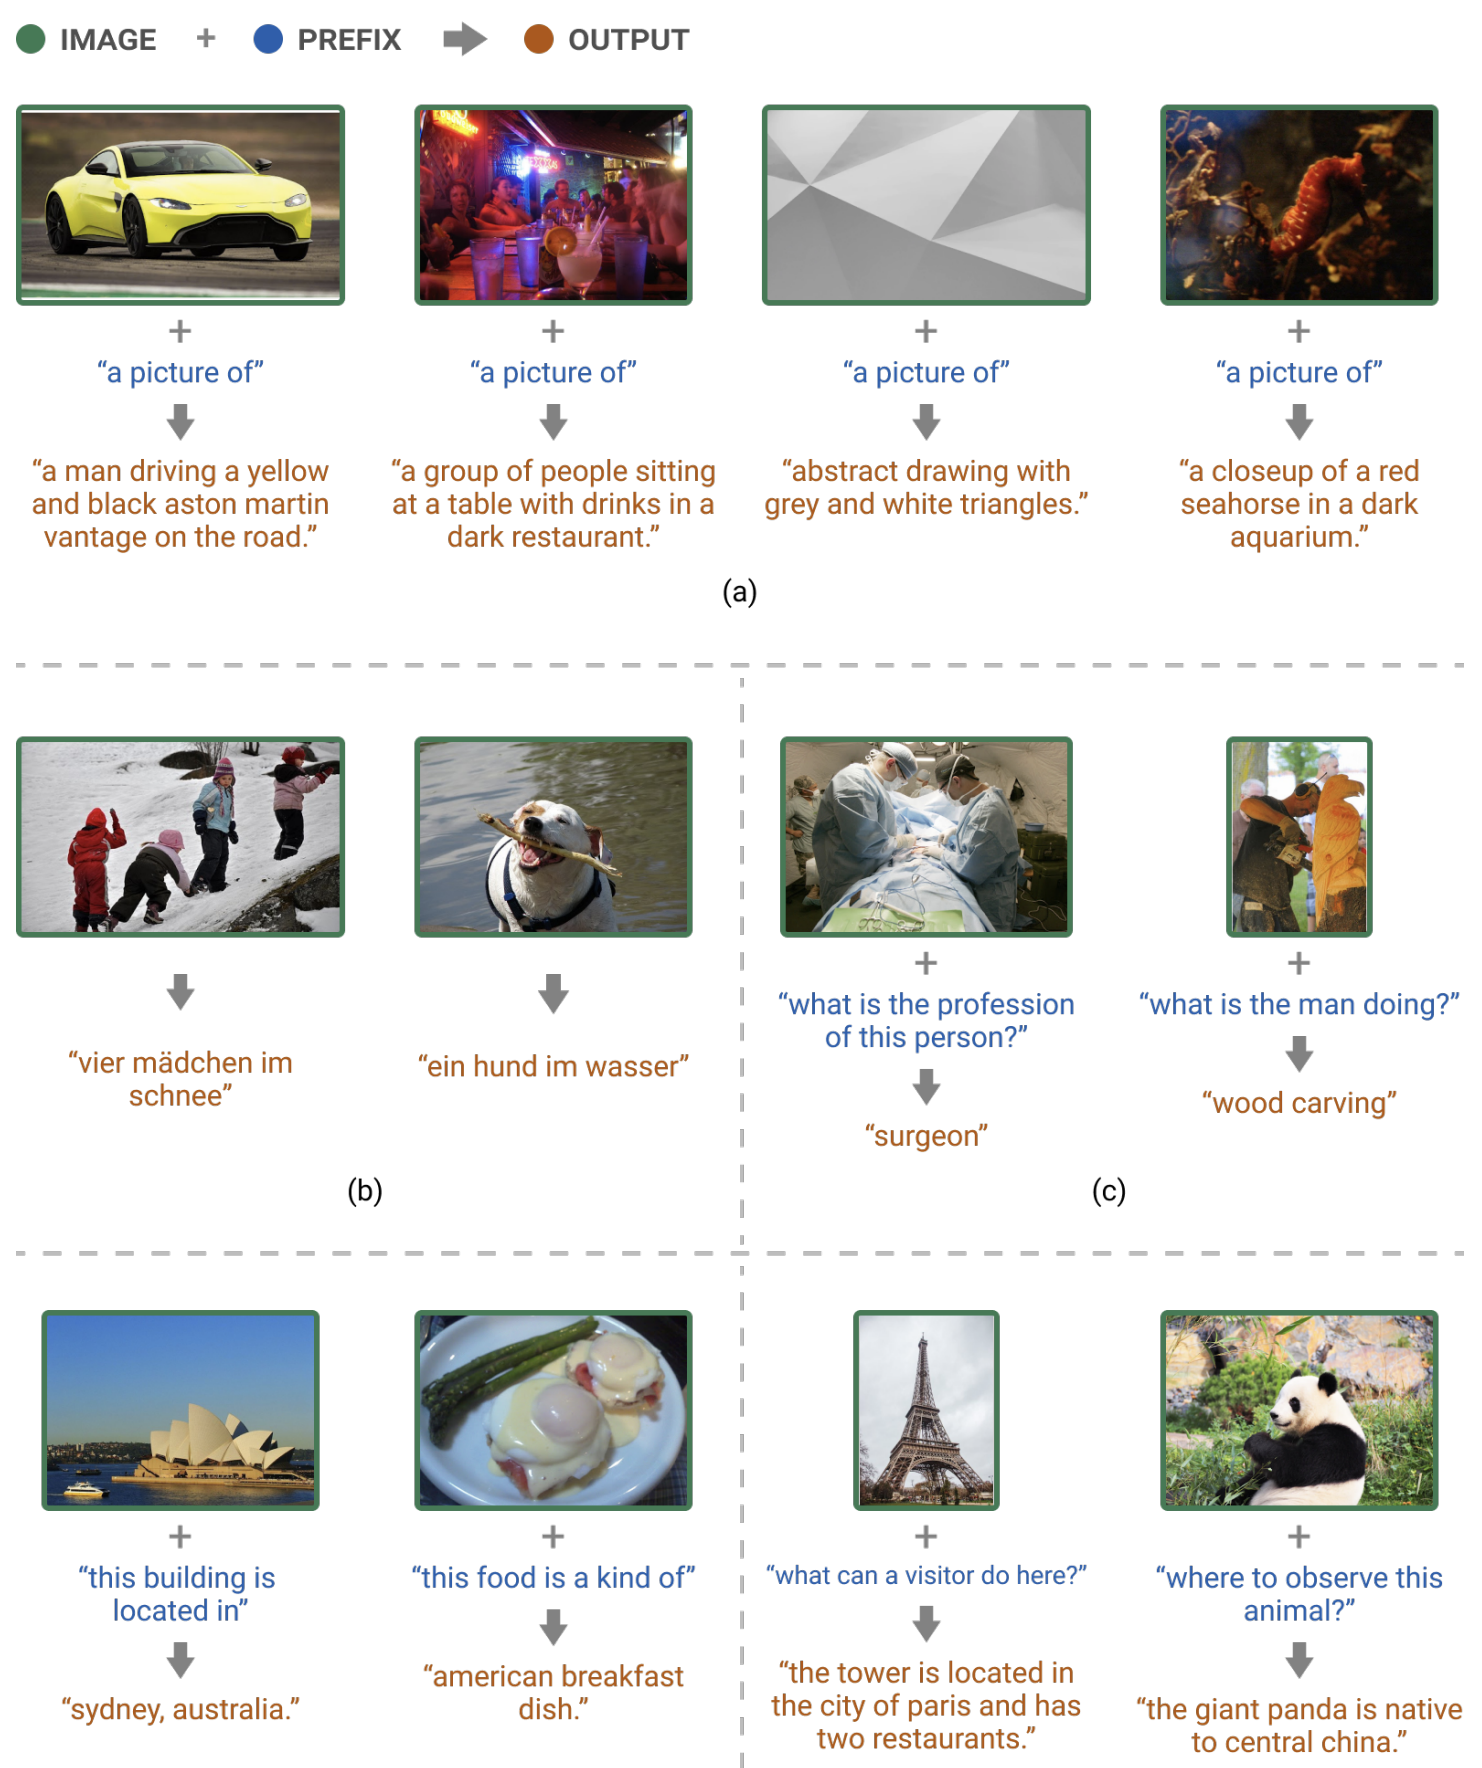 IMAGE + PREFIX OUTPUT
+ + + +
“a picture of” “a picture of” “a picture of” “a picture of”
“a man driving a yellow
and black aston martin
vantage on the road.”
“a group of people sitting
at a table with drinks in a
dark restaurant.”
“abstract drawing with
grey and white triangles.”
“a closeup of a red
seahorse in a dark
aquarium.”
(a)
“vier mädchen im
schnee”
“ein hund im wasser”
(b)
+
“what is the profession
of this person?”
“surgeon”
+
“what is the man doing?”
“wood carving”
(c)
+
“this building is
located in”
“sydney, australia.”
+
“this food is a kind of”
“american breakfast
dish.”
+
“what can a visitor do here?”
“the tower is located in
the city of paris and has
two restaurants.”
+
“where to observe this
animal?”
“the giant panda is native
to central china.”